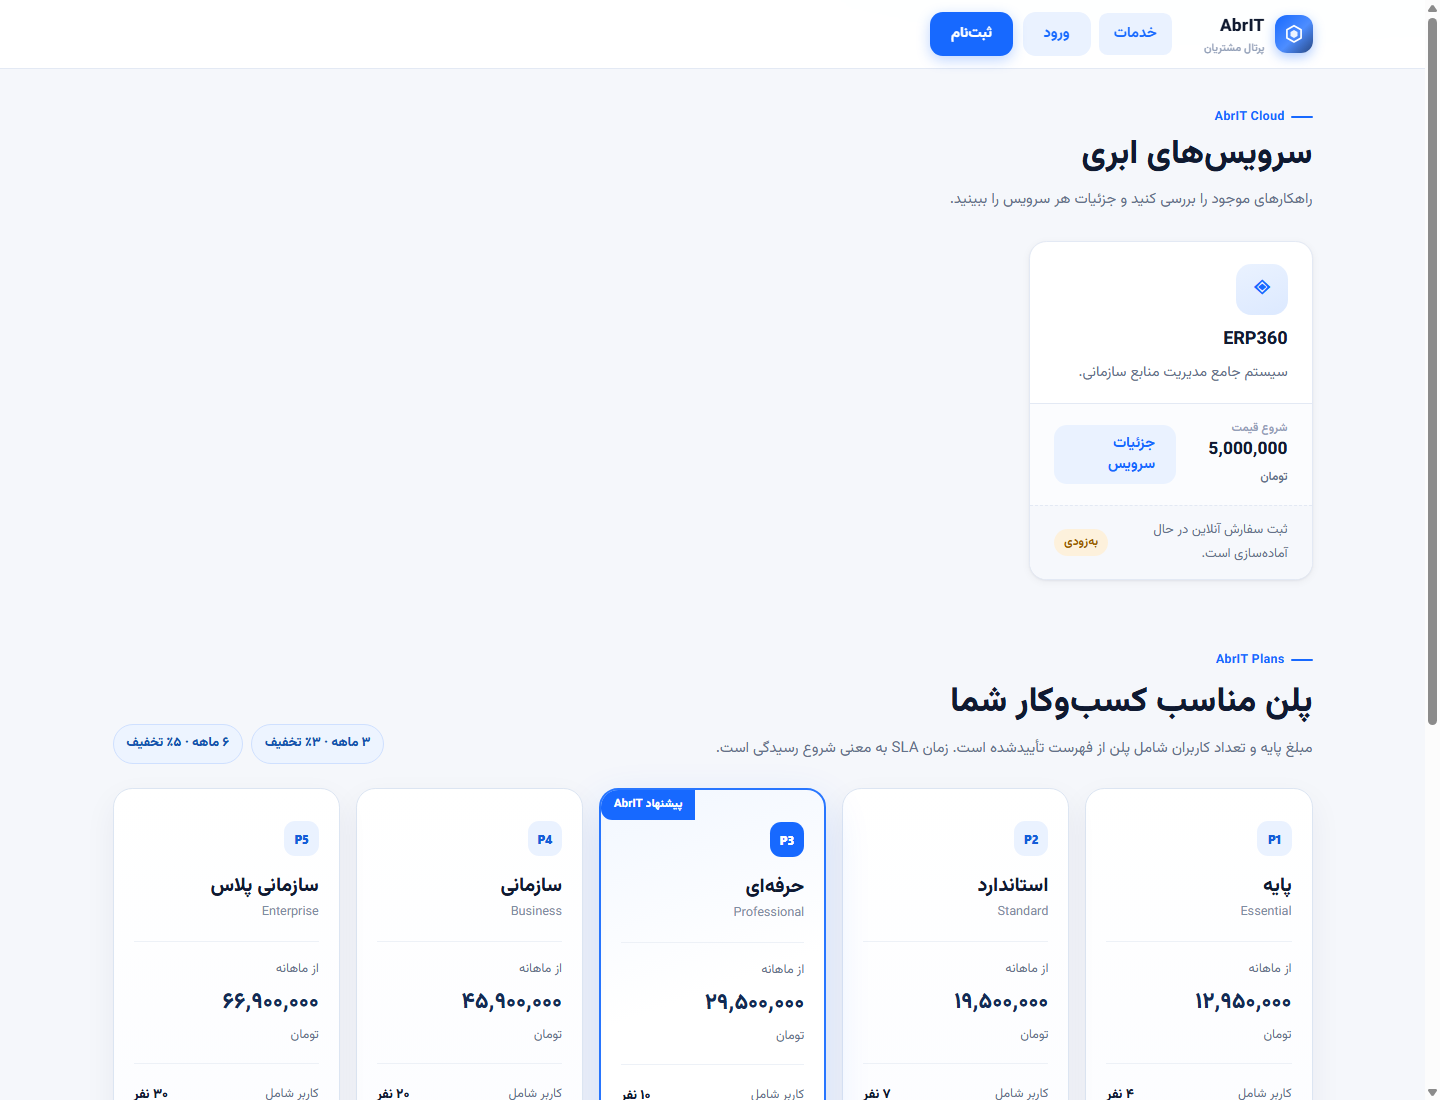 AbrIT
پرتال مشتریان
خدمات
ورود
ثبت‌نام
AbrIT Cloud
سرویس‌های ابری
راهکارهای موجود را بررسی کنید و جزئیات هر سرویس را ببینید.
ERP360
سیستم جامع مدیریت منابع سازمانی.
شروع قیمت
5,000,000
تومان
جزئیات
سرویس
ثبت سفارش آنلاین در حال
آماده‌سازی است.
به‌زودی
AbrIT Plans
پلن مناسب کسب‌وکار شما
مبلغ پایه و تعداد کاربران شامل پلن از فهرست تأییدشده است. زمان SLA به معنی شروع رسیدگی است.
۳ ماهه · ۳٪ تخفیف
۶ ماهه · ۵٪ تخفیف
P1
پایه
Essential
از ماهانه
۱۲,۹۵۰,۰۰۰
تومان
کاربر شامل
۴ نفر
P2
استاندارد
Standard
از ماهانه
۱۹,۵۰۰,۰۰۰
تومان
کاربر شامل
۷ نفر
پیشنهاد AbrIT
P3
حرفه‌ای
Professional
از ماهانه
۲۹,۵۰۰,۰۰۰
تومان
کاربر شامل
۱۰ نفر
P4
سازمانی
Business
از ماهانه
۴۵,۹۰۰,۰۰۰
تومان
کاربر شامل
۲۰ نفر
P5
سازمانی پلاس
Enterprise
از ماهانه
۶۶,۹۰۰,۰۰۰
تومان
کاربر شامل
۳۰ نفر